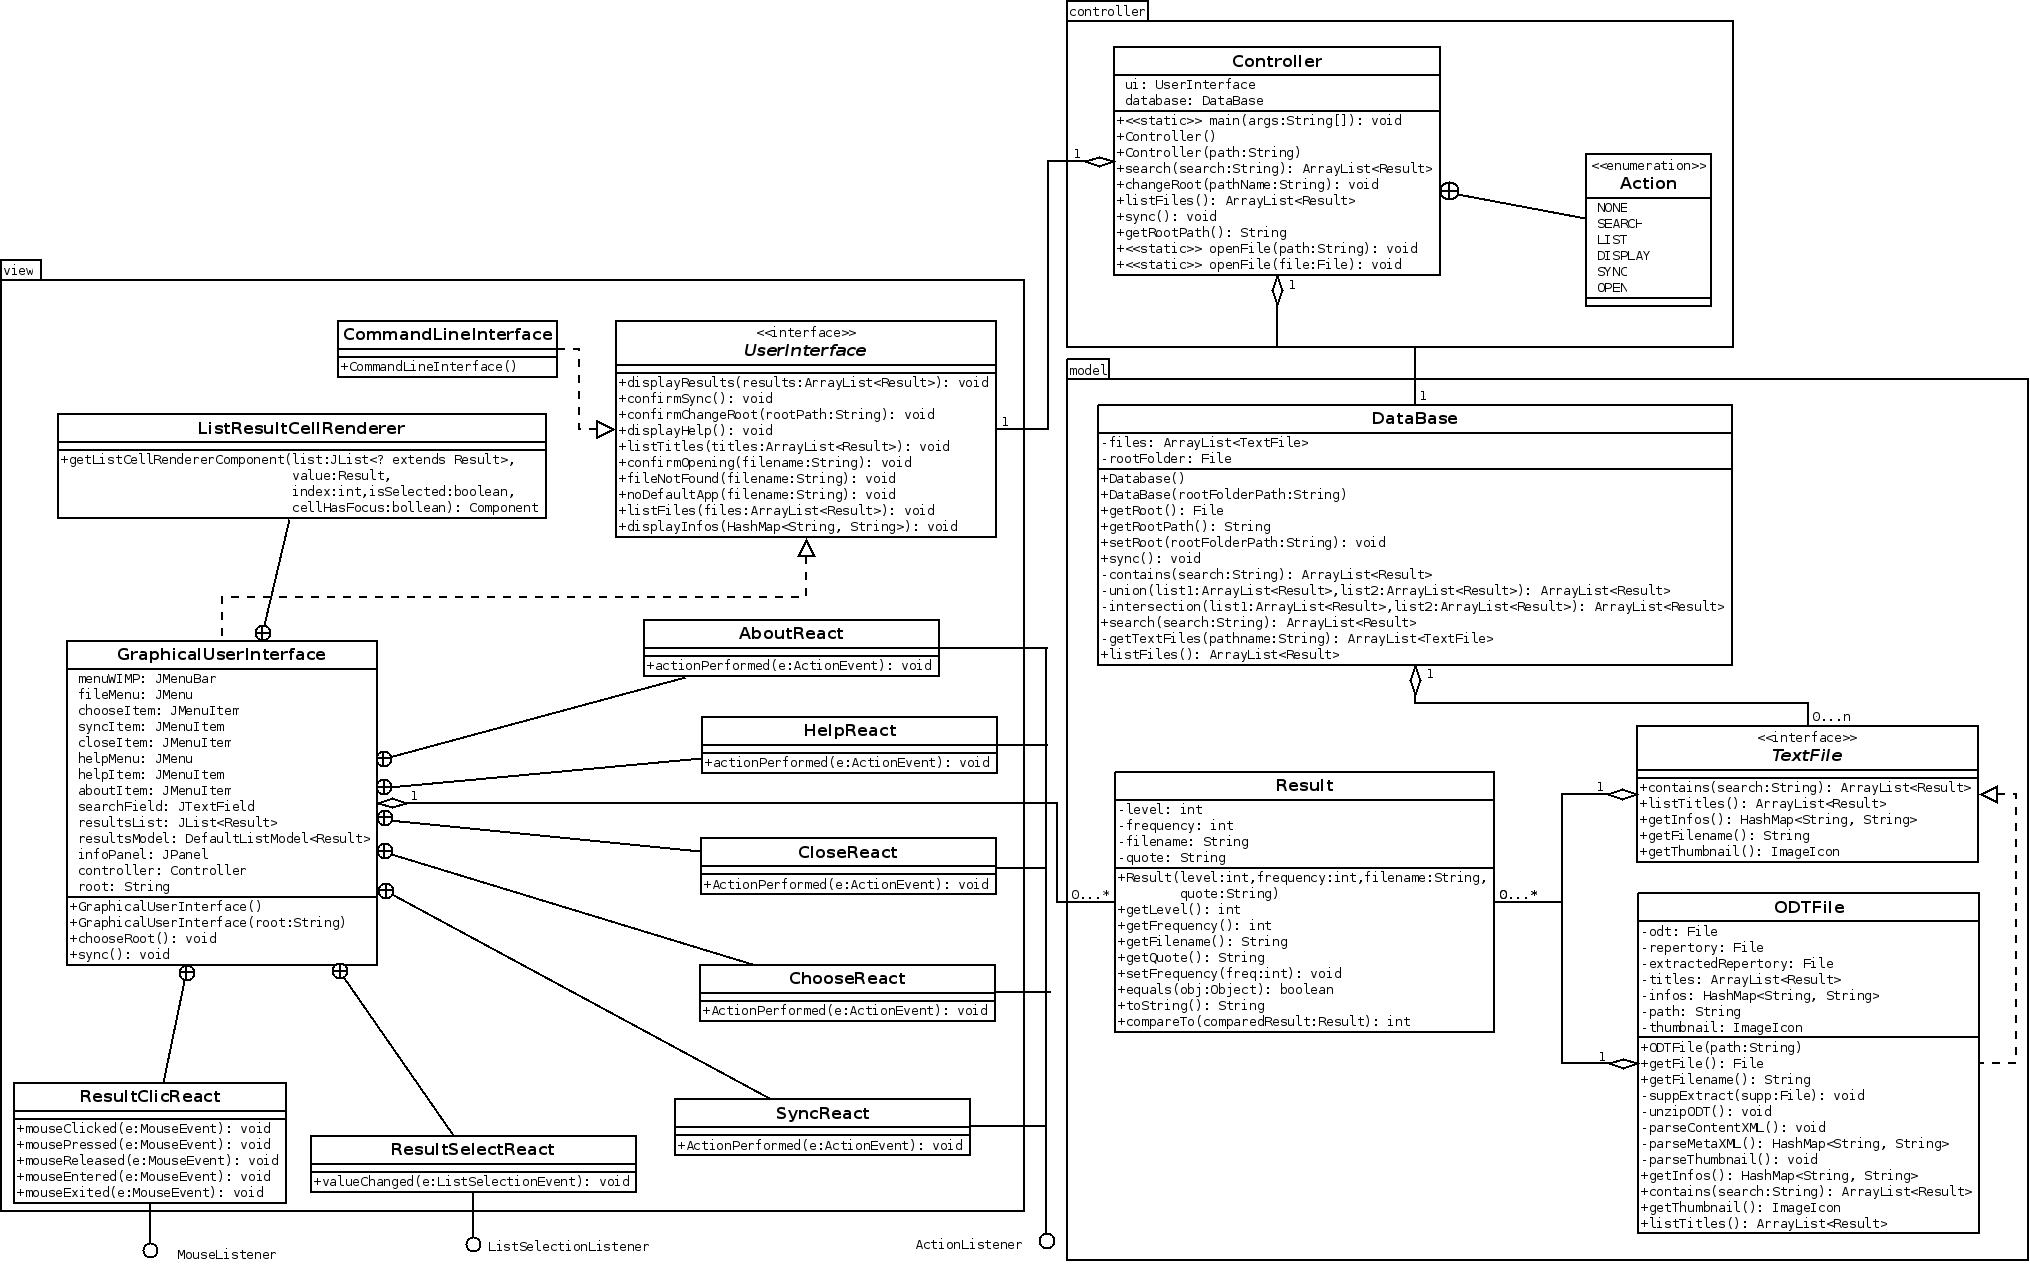 controller
Controller
ui: UserInterface
database: DataBase
+<<static>> main(args:String[]): void
+Controller()
+Controller(path:String)
+search(search:String): ArrayList<Result>
+changeRoot(pathName:String): void
+listFiles(): ArrayList<Result>
+sync(): void
+getRootPath(): String
+<<static>> openFile(path:String): void
+<<static>> openFile(file:File): void
1
1
<<enumeration>>
Action
NONE
SEARCH
LIST
DISPLAY
SYNC
OPEN
view
CommandLineInterface
+CommandLineInterface()
<<interface>>
UserInterface
+displayResults(results:ArrayList<Result>): void
+confirmSync(): void
+confirmChangeRoot(rootPath:String): void
+displayHelp(): void
+listTitles(titles:ArrayList<Result>): void
+confirmOpening(filename:String): void
+fileNotFound(filename:String): void
+noDefaultApp(filename:String): void
+listFiles(files:ArrayList<Result>): void
+displayInfos(HashMap<String, String>): void
1
ListResultCellRenderer
+getListCellRendererComponent(list:JList<? extends Result>,
value:Result,
index:int,isSelected:boolean,
cellHasFocus:bollean): Component
GraphicalUserInterface
menuWIMP: JMenuBar
fileMenu: JMenu
chooseItem: JMenuItem
syncItem: JMenuItem
closeItem: JMenuItem
helpMenu: JMenu
helpItem: JMenuItem
aboutItem: JMenuItem
searchField: JTextField
resultsList: JList<Result>
resultsModel: DefaultListModel<Result>
infoPanel: JPanel
controller: Controller
root: String
+GraphicalUserInterface()
+GraphicalUserInterface(root:String)
+chooseRoot(): void
+sync(): void
1
AboutReact
+actionPerformed(e:ActionEvent): void
HelpReact
+actionPerformed(e:ActionEvent): void
CloseReact
+ActionPerformed(e:ActionEvent): void
ChooseReact
+ActionPerformed(e:ActionEvent): void
SyncReact
+ActionPerformed(e:ActionEvent): void
ResultClicReact
+mouseClicked(e:MouseEvent): void
+mousePressed(e:MouseEvent): void
+mouseReleased(e:MouseEvent): void
+mouseEntered(e:MouseEvent): void
+mouseExited(e:MouseEvent): void
ResultSelectReact
+valueChanged(e:ListSelectionEvent): void
MouseListener
ListSelectionListener
ActionListener
model
1
DataBase
-files: ArrayList<TextFile>
-rootFolder: File
+Database()
+DataBase(rootFolderPath:String)
+getRoot(): File
+getRootPath(): String
+setRoot(rootFolderPath:String): void
+sync(): void
-contains(search:String): ArrayList<Result>
-union(list1:ArrayList<Result>,list2:ArrayList<Result>): ArrayList<Result>
-intersection(list1:ArrayList<Result>,list2:ArrayList<Result>): ArrayList<Result>
+search(search:String): ArrayList<Result>
-getTextFiles(pathname:String): ArrayList<TextFile>
+listFiles(): ArrayList<Result>
1
0...n
<<interface>>
TextFile
+contains(search:String): ArrayList<Result>
+listTitles(): ArrayList<Result>
+getInfos(): HashMap<String, String>
+getFilename(): String
+getThumbnail(): ImageIcon
1
Result
-level: int
-frequency: int
-filename: String
-quote: String
+Result(level:int,frequency:int,filename:String,
quote:String)
+getLevel(): int
+getFrequency(): int
+getFilename(): String
+getQuote(): String
+setFrequency(freq:int): void
+equals(obj:Object): boolean
+toString(): String
+compareTo(comparedResult:Result): int
0...*
0...*
ODTFile
-odt: File
-repertory: File
-extractedRepertory: File
-titles: ArrayList<Result>
-infos: HashMap<String, String>
-path: String
-thumbnail: ImageIcon
+ODTFile(path:String)
+getFile(): File
+getFilename(): String
-suppExtract(supp:File): void
-unzipODT(): void
-parseContentXML(): void
-parseMetaXML(): HashMap<String, String>
-parseThumbnail(): void
+getInfos(): HashMap<String, String>
+contains(search:String): ArrayList<Result>
+getThumbnail(): ImageIcon
+listTitles(): ArrayList<Result>
1